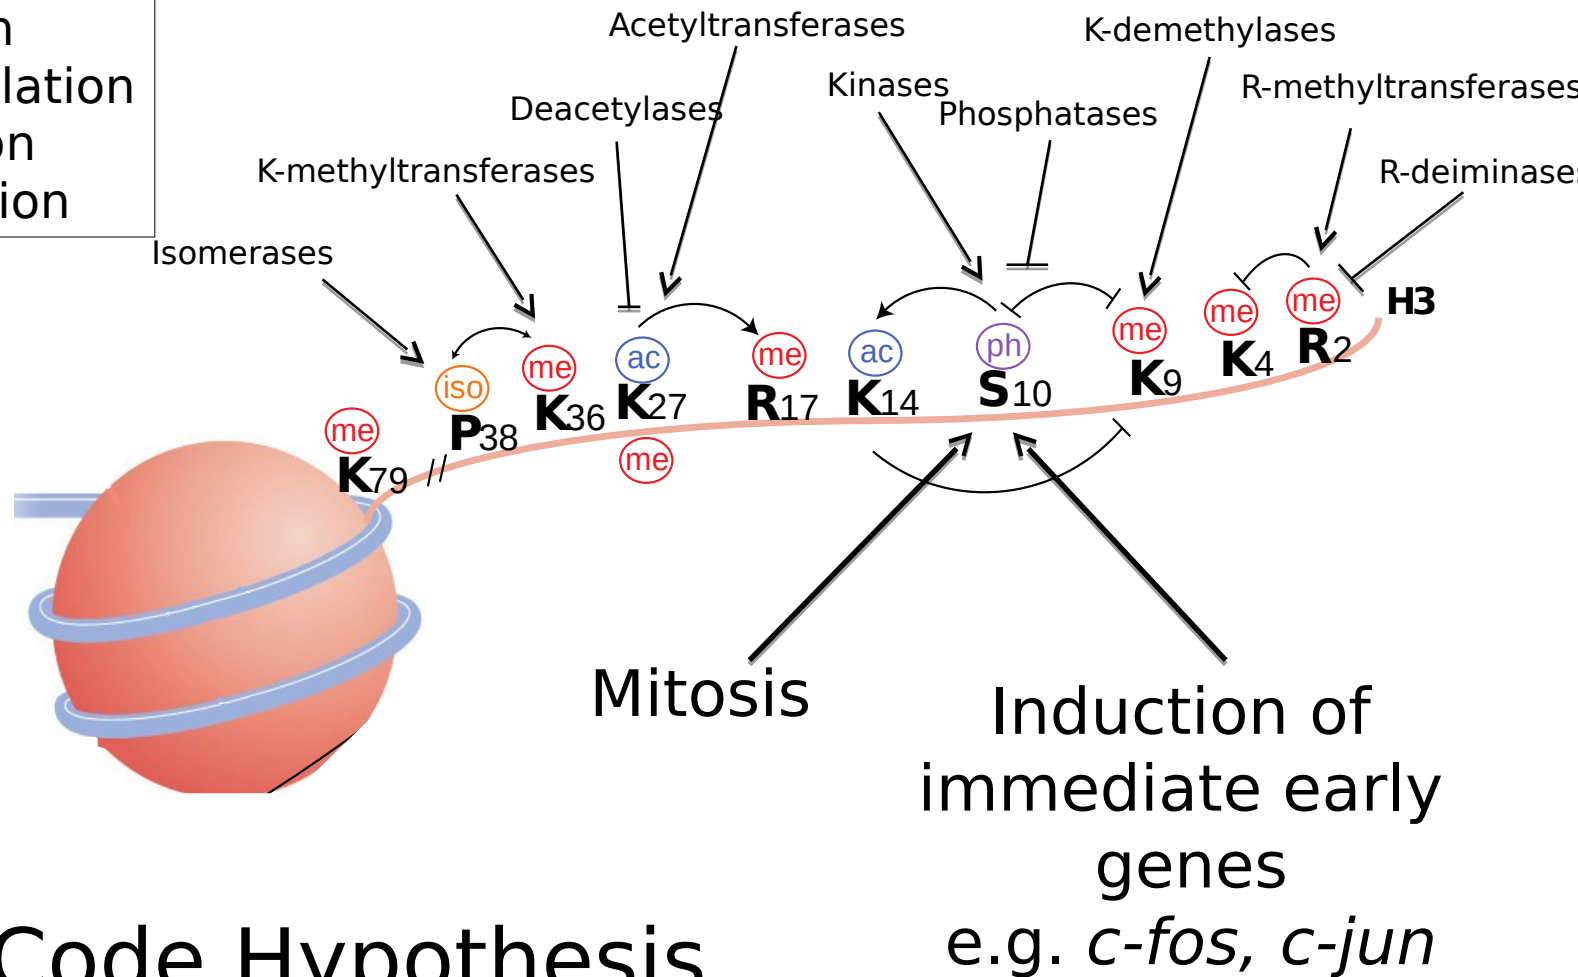 Acetyltransferases
K-demethylases
Kinases
R-methyltransferases
Deacetylases
Phosphatases
K-methyltransferases
R-deiminases
Isomerases
lation
on
ion
H3
iso
me
ac
me
ac
ph
me
me
me
me
P38
K36
K27
R17
K14
S10
K9
K4
R2
me
K79 //
me
Mitosis
Induction of
immediate early
genes
e.g. c-fos, c-jun
Code Hypothesis